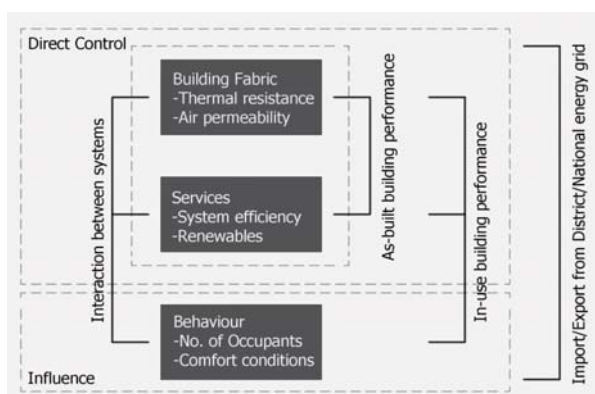 Direct Control
Building Fabric
-Thermal resistance
-Air permeability
Services
-System efficiency
-Renewables
Behaviour
-No. of Occupants
-Comfort conditions
Influence
Interaction between systems
As-built building performance
In-use building performance
Import/Export from District/National energy grid